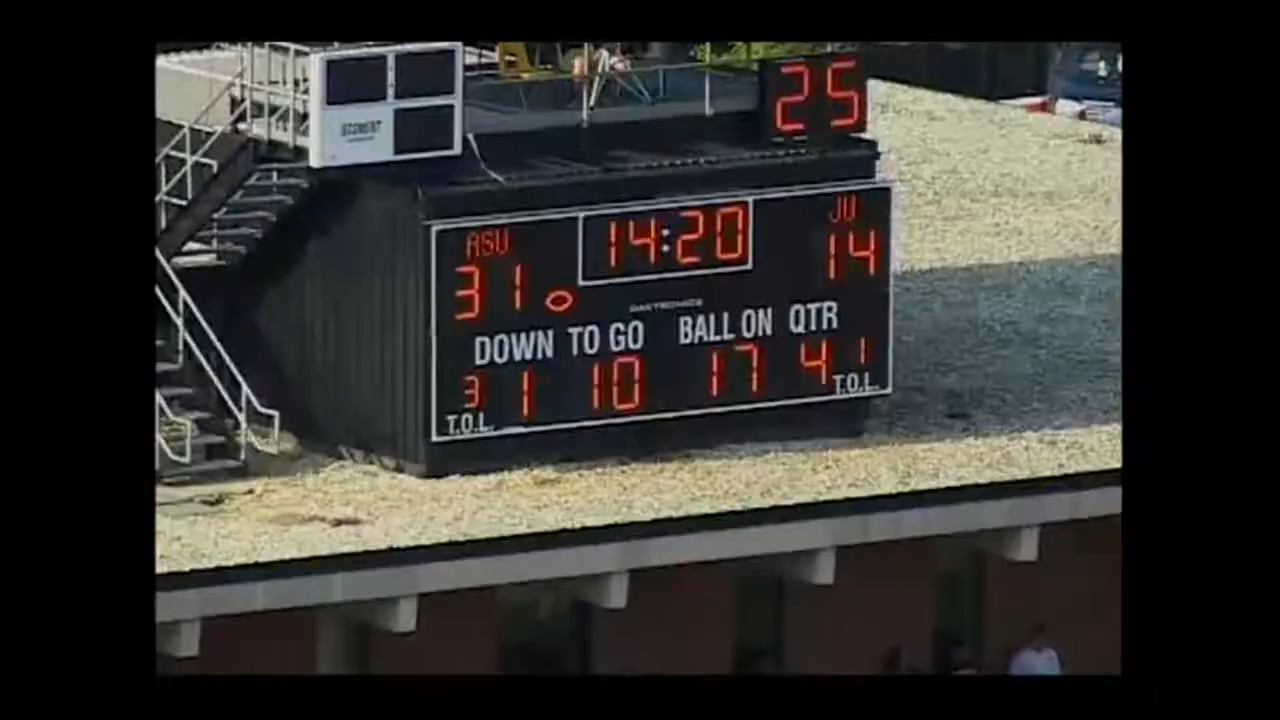 25
ASU 14:20 JU
31 14
DAKTRONICS
DOWN TO GO BALL ON QTR
3 1 10 17 4 1
T.O.L. T.O.L.